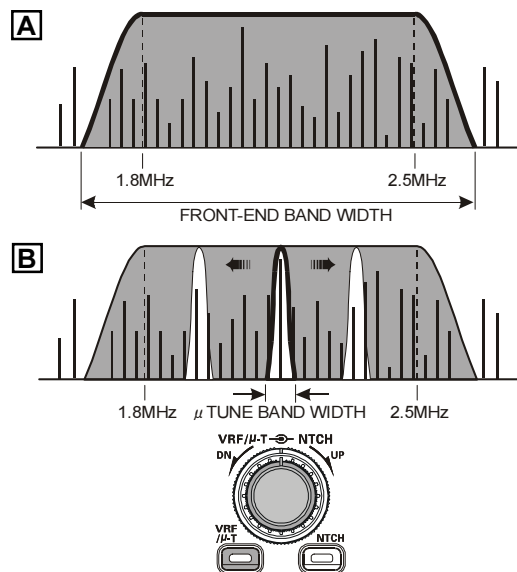 A
1.8MHz 2.5MHz
FRONT-END BAND WIDTH
B
1.8MHz μ TUNE BAND WIDTH 2.5MHz
VRF/μ-T NTCH
DN UP
VRF
/μ-T NTCH